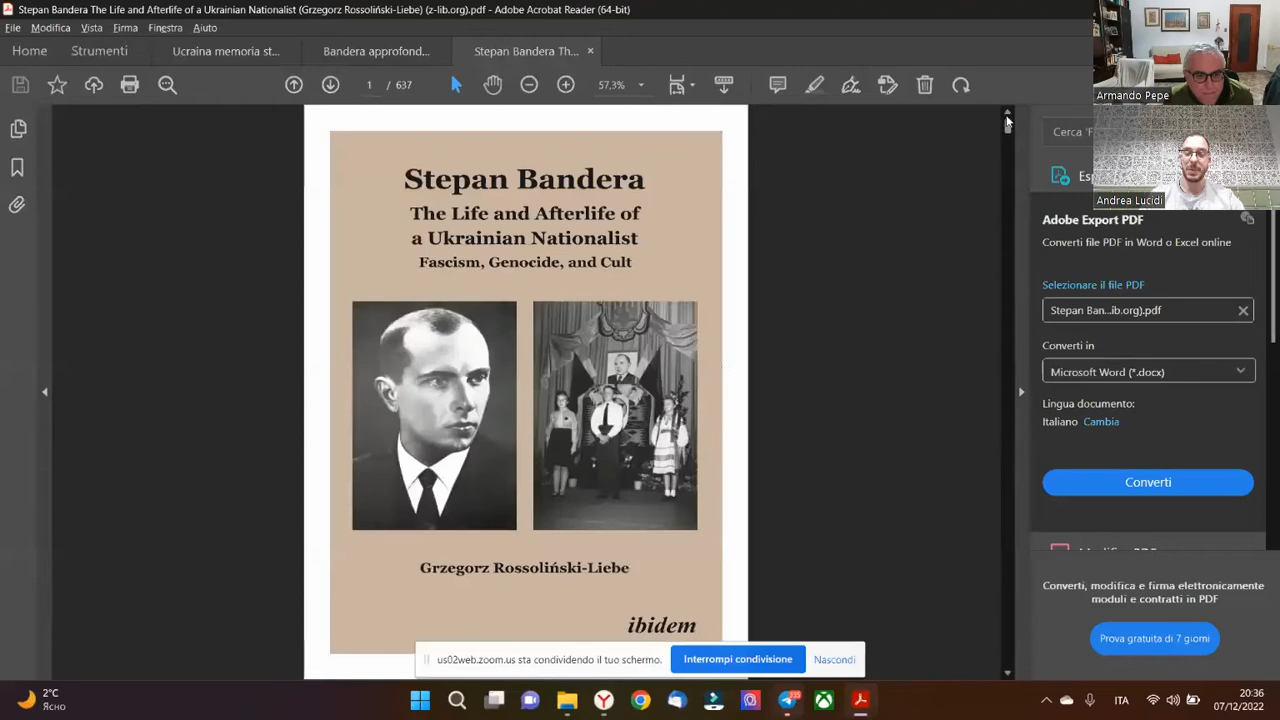 Stepan Bandera The Life and Afterlife of a Ukrainian Nationalist (Grzegorz Rossoliński-Liebe) (z-lib.org).pdf - Adobe Acrobat Reader (64-bit)
File Modifica Vista Firma Finestra Aiuto
Home Strumenti Ucraina memoria st... Bandera approfond... Stepan Bandera Th... ×
1 / 637 57,3%
Armando Pepe
Andrea Lucidi
Cerca
Adobe Export PDF
Converti file PDF in Word o Excel online
Selezionare il file PDF
Stepan Ban...ib.org).pdf
Converti in
Microsoft Word (*.docx)
Lingua documento:
Italiano Cambia
Converti
Converti, modifica e firma elettronicamente
moduli e contratti in PDF
Prova gratuita di 7 giorni
Stepan Bandera
The Life and Afterlife of
a Ukrainian Nationalist
Fascism, Genocide, and Cult
Grzegorz Rossoliński-Liebe
ibidem
us02web.zoom.us sta condividendo il tuo schermo. Interrompi condivisione Nascondi
2°C
Ясно
ITA
20:36
07/12/2022